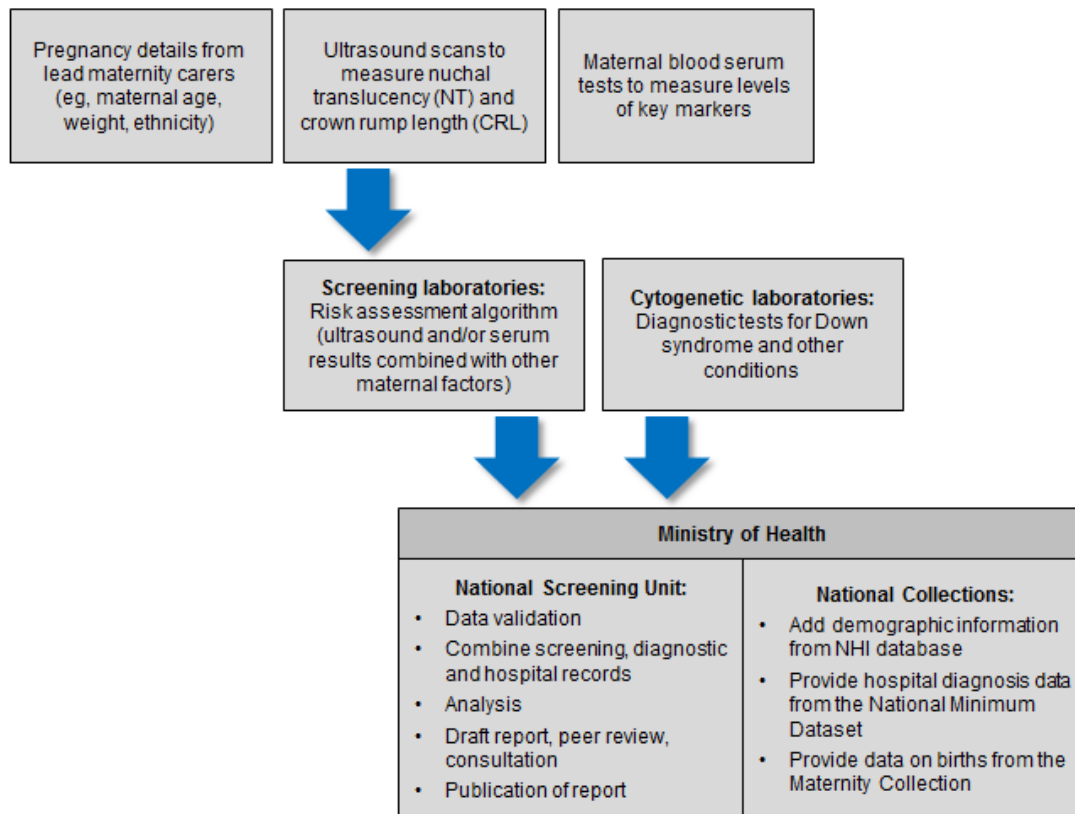 Pregnancy details from
lead maternity carers
(eg, maternal age,
weight, ethnicity)
Ultrasound scans to
measure nuchal
translucency (NT) and
crown rump length (CRL)
Maternal blood serum
tests to measure levels
of key markers
Screening laboratories:
Risk assessment algorithm
(ultrasound and/or serum
results combined with other
maternal factors)
Cytogenetic laboratories:
Diagnostic tests for Down
syndrome and other
conditions
Ministry of Health
National Screening Unit:
• Data validation
• Combine screening, diagnostic
and hospital records
• Analysis
• Draft report, peer review,
consultation
• Publication of report
National Collections:
• Add demographic information
from NHI database
• Provide hospital diagnosis data
from the National Minimum
Dataset
• Provide data on births from the
Maternity Collection